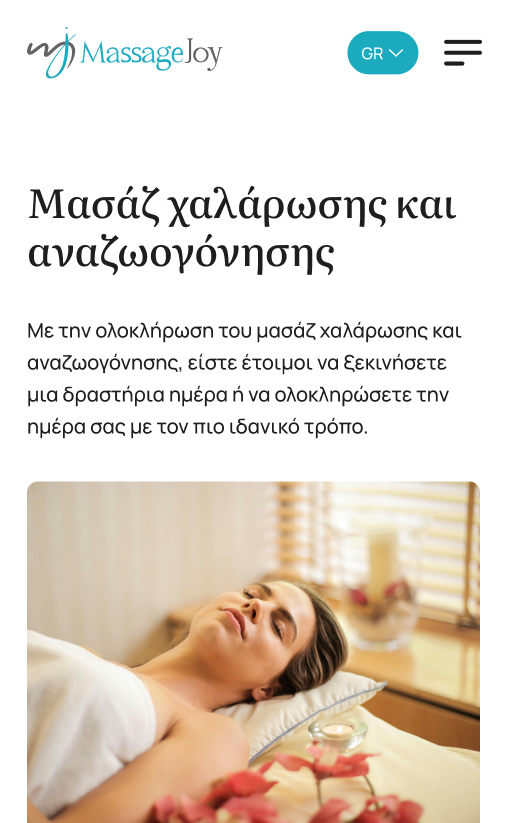 MassageJoy
GR
Μασάζ χαλάρωσης και
αναζωογόνησης
Με την ολοκλήρωση του μασάζ χαλάρωσης και
αναζωογόνησης, είστε έτοιμοι να ξεκινήσετε
μια δραστήρια ημέρα ή να ολοκληρώσετε την
ημέρα σας με τον πιο ιδανικό τρόπο.